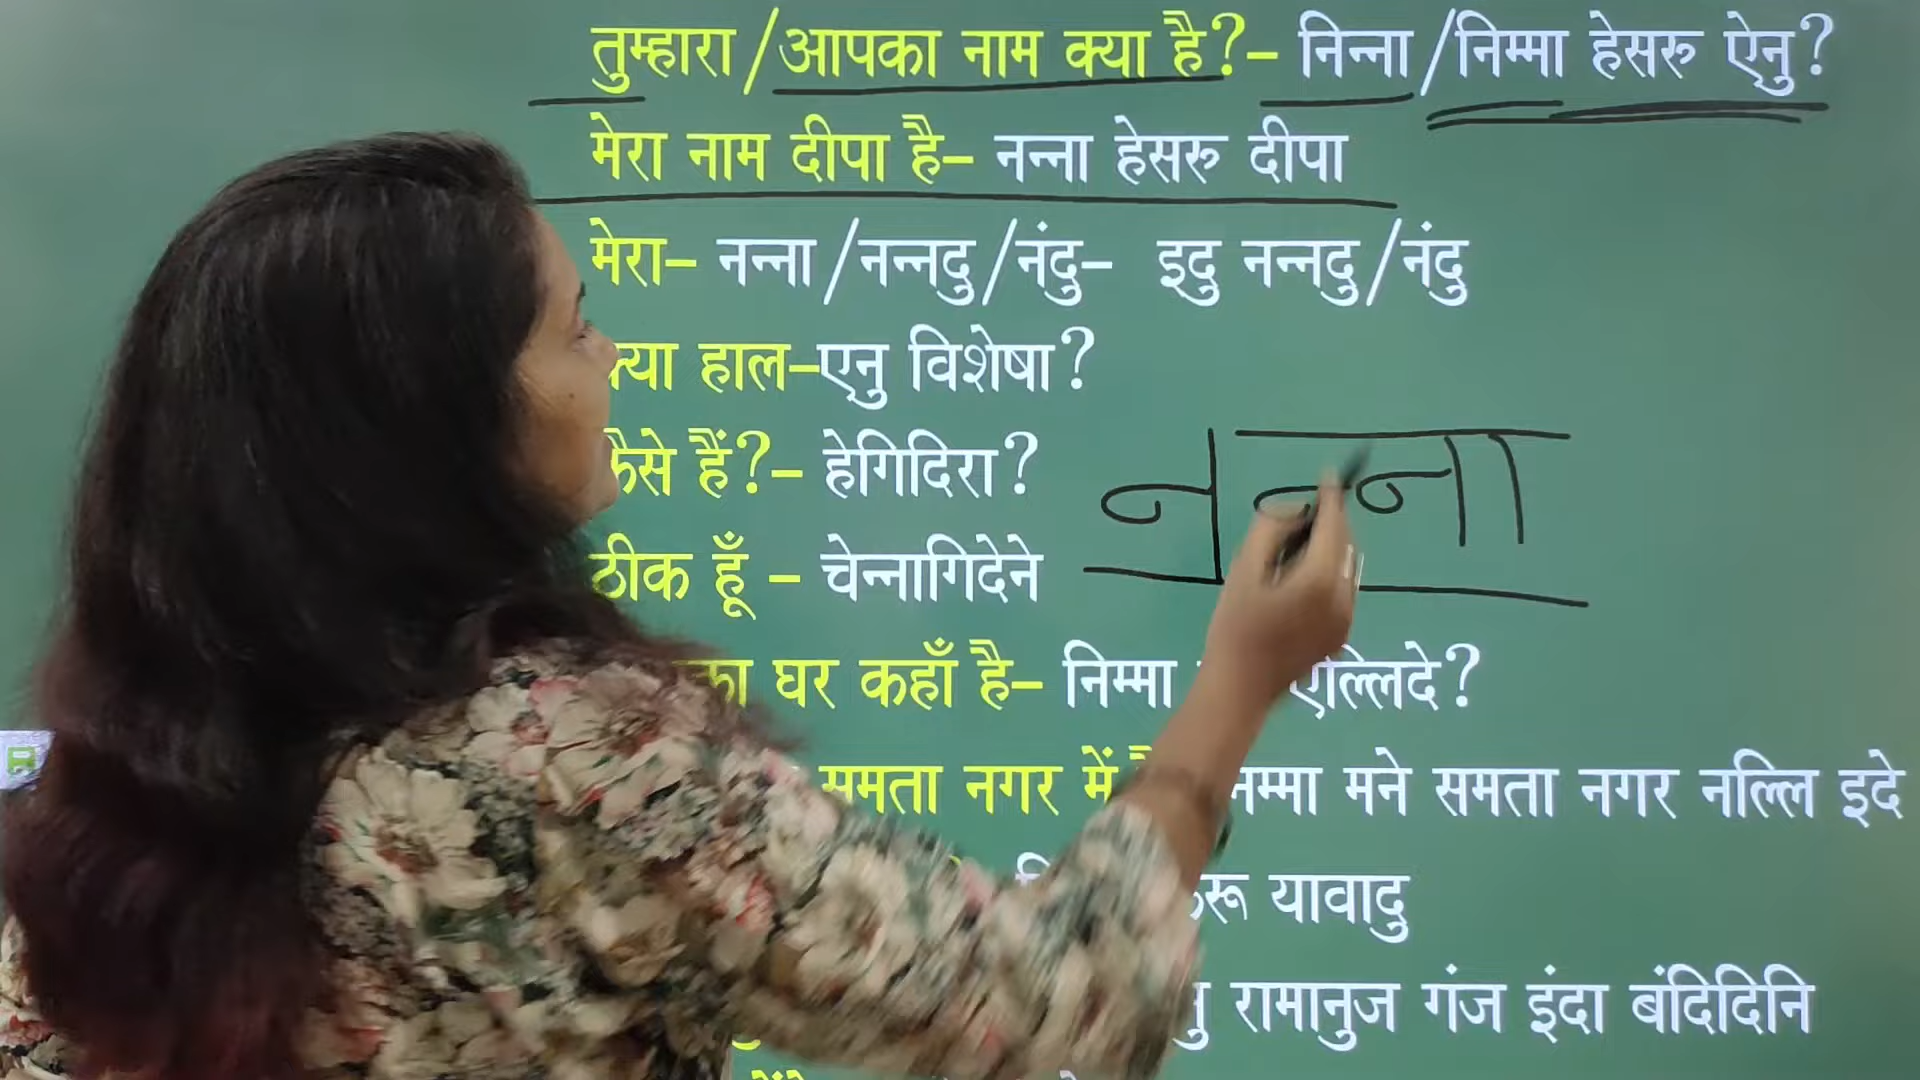 तुम्हारा/आपका नाम क्या है?– निन्ना/निम्मा हेसरु ऐनु?
मेरा नाम दीपा है– नन्ना हेसरु दीपा
मेरा– नन्ना/नन्नदु/नंदु– इदु नन्नदु/नंदु
हाल–एनु विशेषा?
हैं?– हेगिदिरा?
न नन्ना
ठीक हूँ – चेन्नागिदेने
घर कहाँ है– निम्मा एल्लिदे?
समता नगर में मने समता नगर नल्लि इदे
यावादु
रामानुज गंज इंदा बंदिदिनि